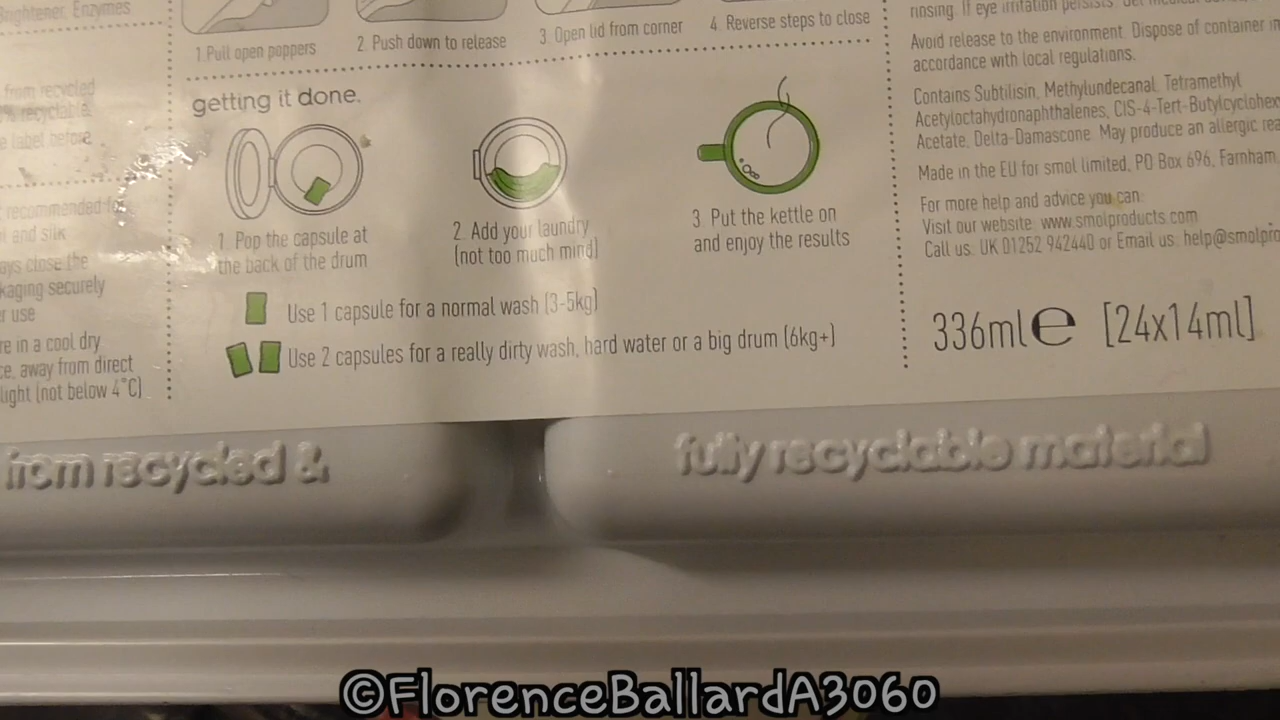 Brightener, Enzymes
from recycled
% recyclable.
label before
recommended for
and silk
close the
packaging securely
use
in a cool dry
away from direct
light (not below 4°C)
1. Pull open poppers
2. Push down to release
3. Open lid from corner
4. Reverse steps to close
getting it done.
1. Pop the capsule at
the back of the drum
2. Add your laundry
(not too much mind)
3. Put the kettle on
and enjoy the results
Use 1 capsule for a normal wash (3-5kg)
Use 2 capsules for a really dirty wash, hard water or a big drum (6kg+)
rinsing. If eye irritation persists: Get medical
Avoid release to the environment. Dispose of container in
accordance with local regulations.
Contains Subtilisin, Methylundecanal, Tetramethyl
Acetyloctahydronaphthalenes, CIS-4-Tert-Butylcyclohex
Acetate, Delta-Damascone. May produce an allergic rea
Made in the EU for smol limited, PO Box 696, Farnham
For more help and advice you can:
Visit our website: www.smolproducts.com
Call us: UK 01252 942440 or Email us: help@smolpro
336ml℮ [24x14ml]
from recycled &
fully recyclable material
©FlorenceBallardA3060